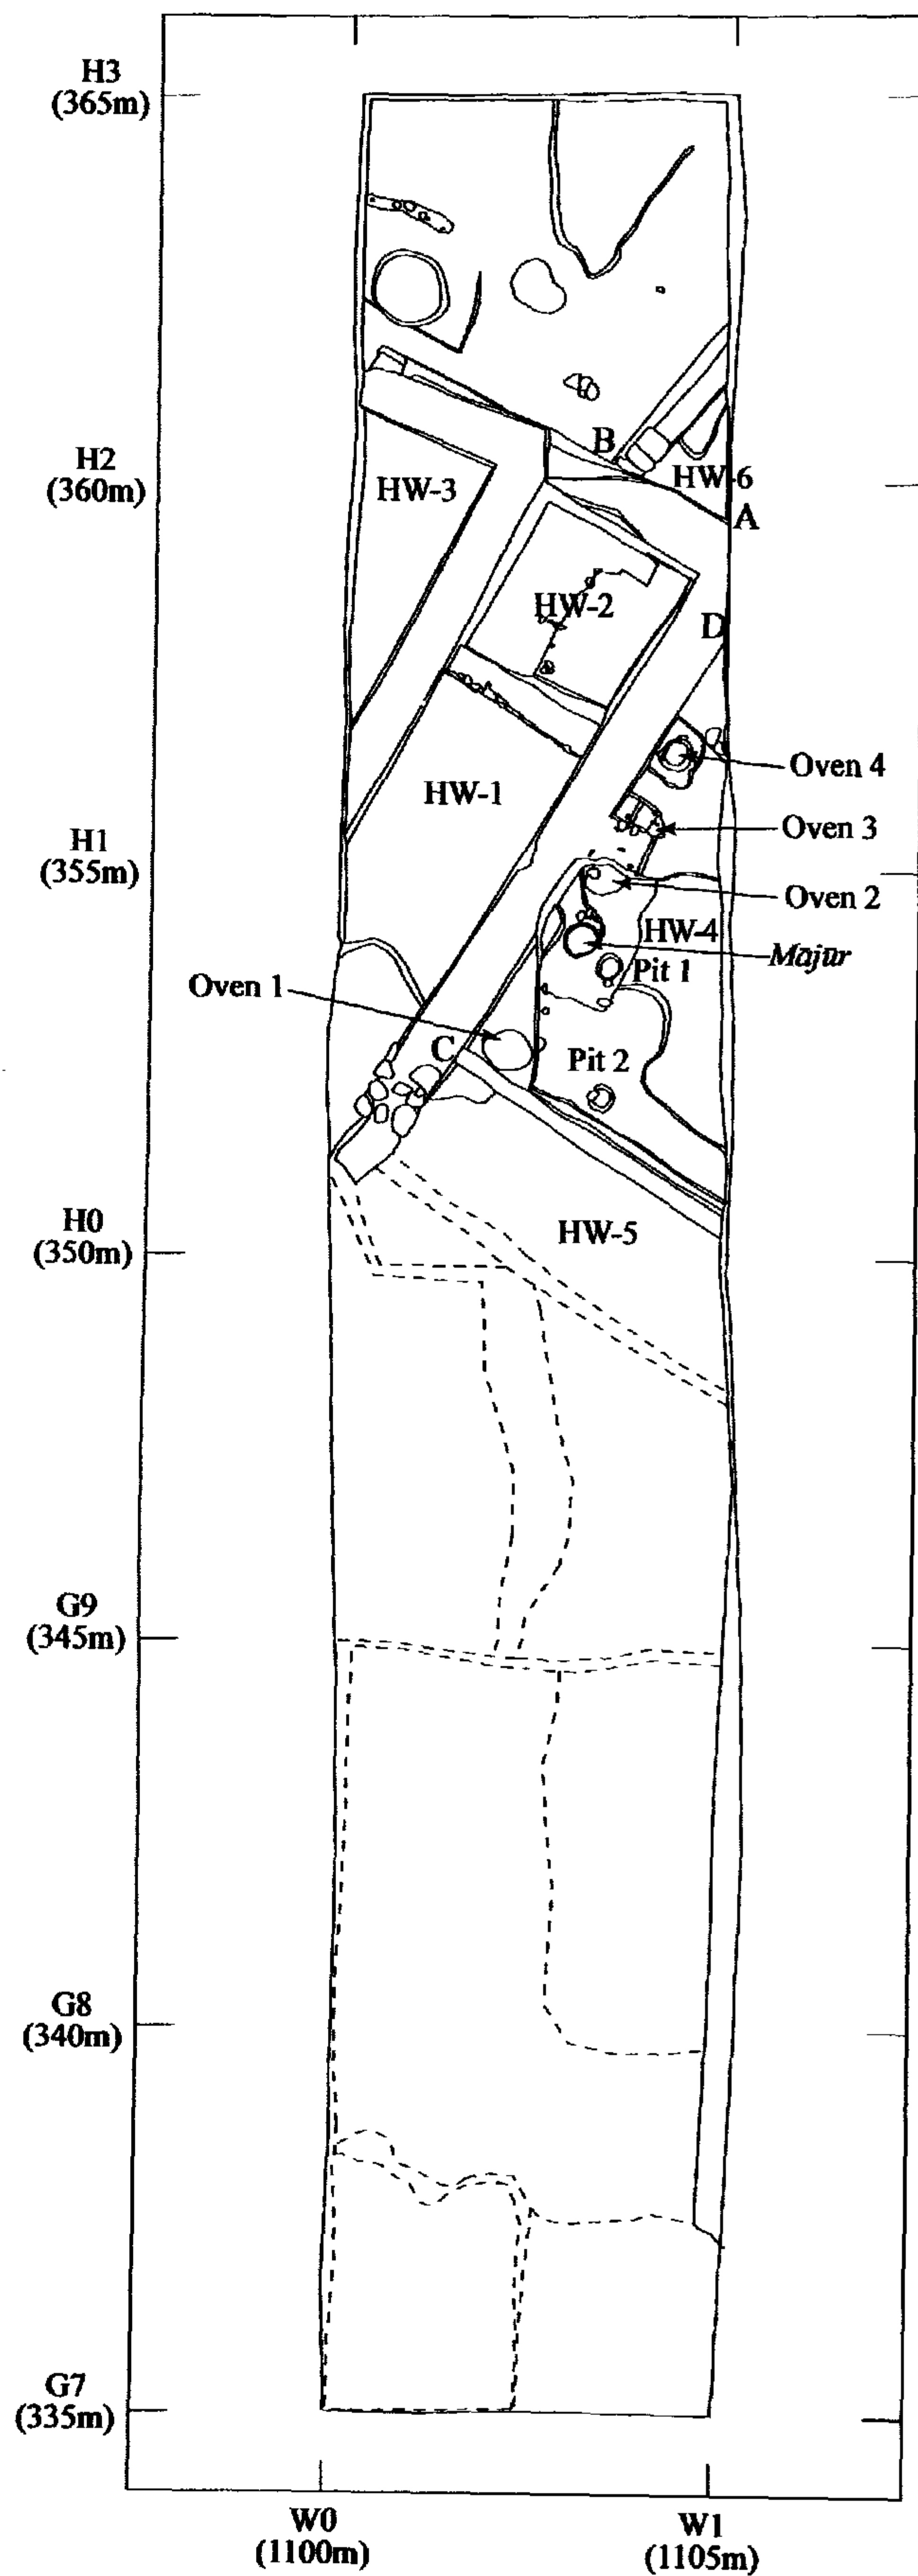 H3
(365m)
B
H2
(360m)
HW-3
HW-6
A
HW-2
D
Oven 4
HW-1
Oven 3
H1
(355m)
Oven 2
HW-4
Mājūr
Pit 1
Oven 1
C
Pit 2
H0
(350m)
HW-5
G9
(345m)
G8
(340m)
G7
(335m)
W0
(1100m)
W1
(1105m)